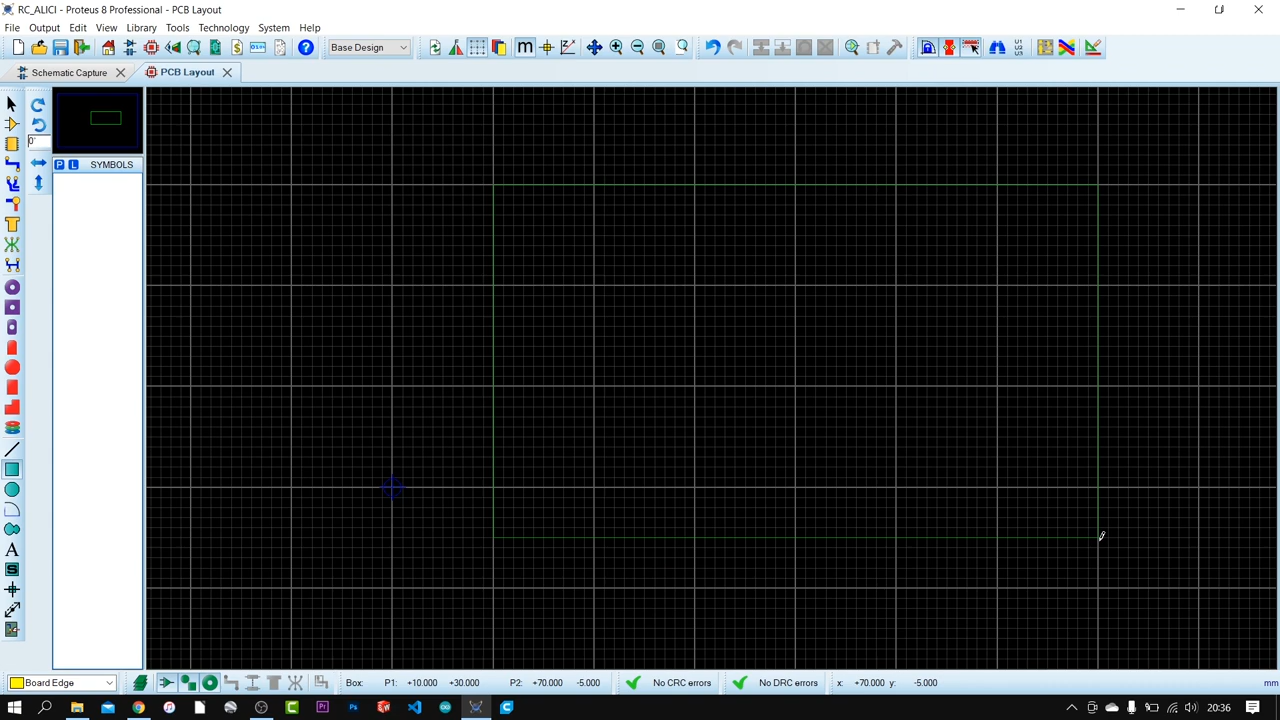 RC_ALICI - Proteus 8 Professional - PCB Layout
File Output Edit View Library Tools Technology System Help
Base Design
Schematic Capture PCB Layout
P L SYMBOLS
Board Edge
Box: P1: +10.000 +30.000 P2: +70.000 -5.000
No CRC errors
No DRC errors
x: +70.000 y: -5.000
mm
20:36